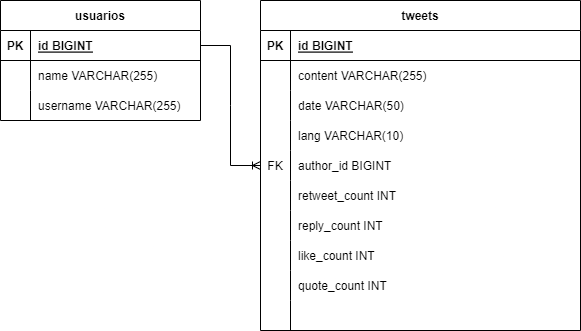 usuarios
PK id BIGINT
name VARCHAR(255)
username VARCHAR(255)
tweets
PK id BIGINT
content VARCHAR(255)
date VARCHAR(50)
lang VARCHAR(10)
FK author_id BIGINT
retweet_count INT
reply_count INT
like_count INT
quote_count INT